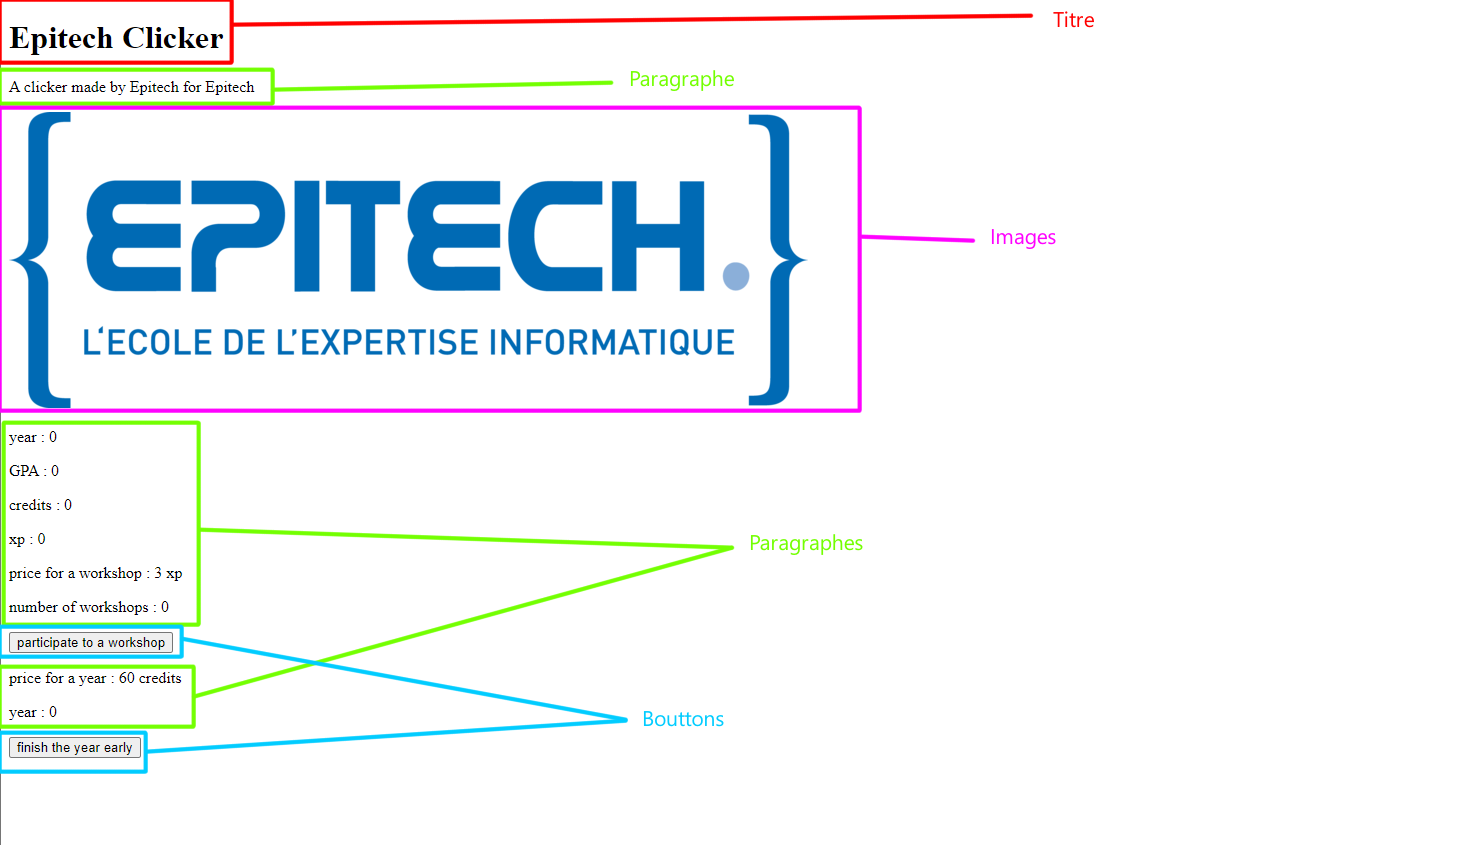 Epitech Clicker
Titre
A clicker made by Epitech for Epitech
Paragraphe
EPITECH.
L'ECOLE DE L'EXPERTISE INFORMATIQUE
Images
year : 0
GPA : 0
credits : 0
xp : 0
price for a workshop : 3 xp
number of workshops : 0
Paragraphes
participate to a workshop
price for a year : 60 credits
year : 0
Bouttons
finish the year early